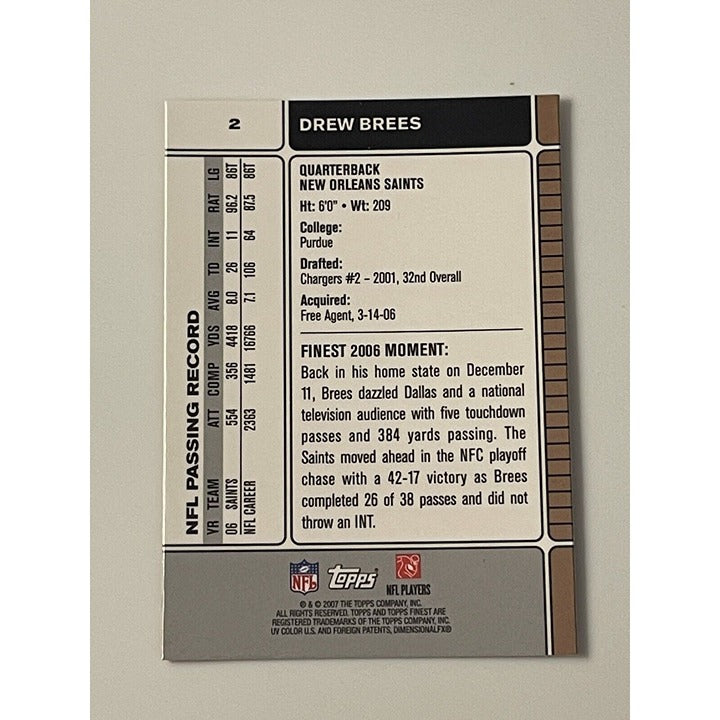 2
DREW BREES
NFL PASSING RECORD
YR TEAM ATT COMP YDS AVG TD INT RAT LG
06 SAINTS 554 356 4418 8.0 26 11 96.2 86T
NFL CAREER 2363 1481 16766 7.1 106 64 87.5 86T
QUARTERBACK
NEW ORLEANS SAINTS
Ht: 6'0" • Wt: 209
College:
Purdue
Drafted:
Chargers #2 – 2001, 32nd Overall
Acquired:
Free Agent, 3-14-06
FINEST 2006 MOMENT:
Back in his home state on December
11, Brees dazzled Dallas and a national
television audience with five touchdown
passes and 384 yards passing. The
Saints moved ahead in the NFC playoff
chase with a 42-17 victory as Brees
completed 26 of 38 passes and did not
throw an INT.
NFL
TOPPS
NFL PLAYERS
® & © 2007 THE TOPPS COMPANY, INC.
ALL RIGHTS RESERVED. TOPPS AND TOPPS FINEST ARE
REGISTERED TRADEMARKS OF THE TOPPS COMPANY, INC.
UV COLOR U.S. AND FOREIGN PATENTS, DIMENSIONALFX®